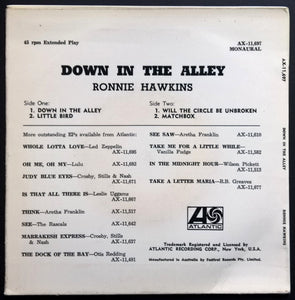 45 rpm Extended Play
AX-11,697
MONAURAL
DOWN IN THE ALLEY
RONNIE HAWKINS
Side One:
1. DOWN IN THE ALLEY
2. LITTLE BIRD
Side Two:
1. WILL THE CIRCLE BE UNBROKEN
2. MATCHBOX
More outstanding EP's available from Atlantic:
WHOLE LOTTA LOVE—Led Zeppelin
AX-11,695
OH ME, OH MY—Lulu
AX-11,682
JUDY BLUE EYES—Crosby, Stills & Nash
AX-11,671
IS THAT ALL THERE IS—Leslie Uggams
AX-11,667
THINK—Aretha Franklin
AX-11,517
SEE—The Rascals
AX-11,642
MARRAKESH EXPRESS—Crosby, Stills & Nash
AX-11,637
THE DOCK OF THE BAY—Otis Redding
AX-11,491
SEE SAW—Aretha Franklin
AX-11,610
TAKE ME FOR A LITTLE WHILE—
Vanilla Fudge
AX-11,582
IN THE MIDNIGHT HOUR—Wilson Pickett
AX-11,513
TAKE A LETTER MARIA—R.B. Greaves
AX-11,677
ATLANTIC
Trademark Registered and Licensed by
ATLANTIC RECORDING CORP., New York, U.S.A.
Manufactured in Australia by Festival Records Pty. Limited.
AX-11,697
DOWN IN THE ALLEY
RONNIE HAWKINS
ATLANTIC